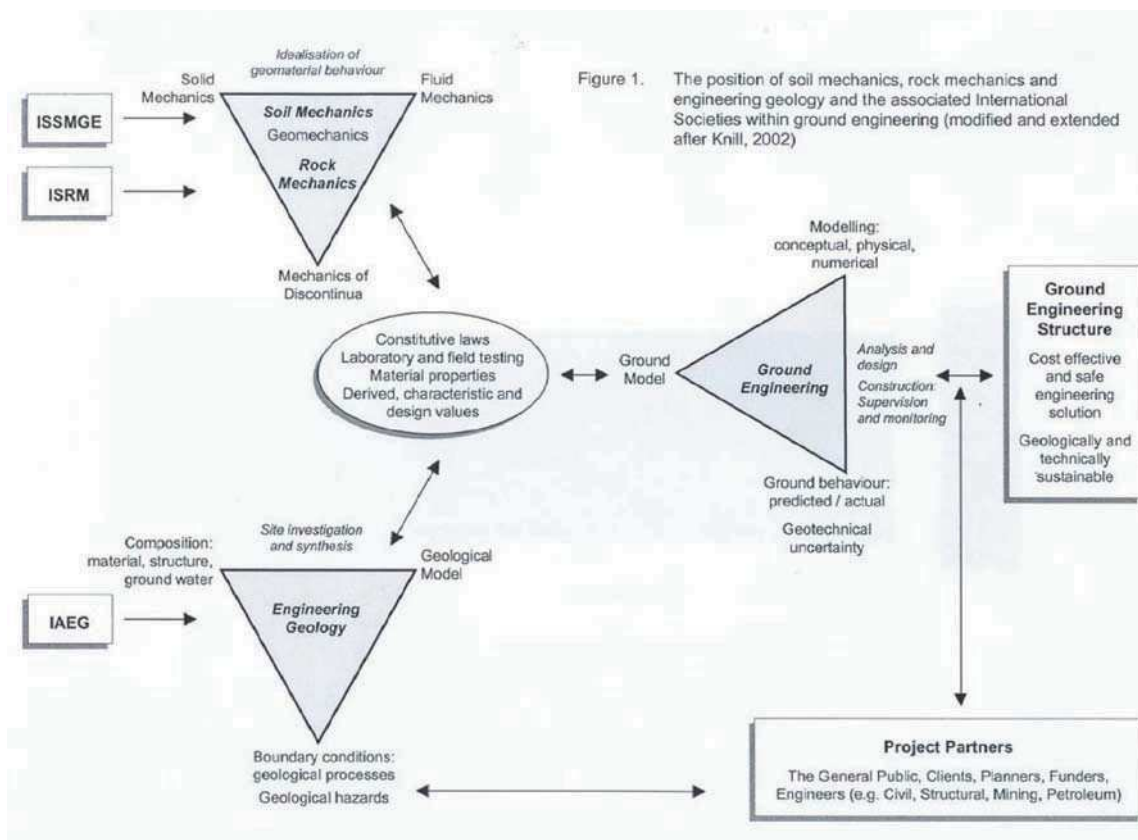 Idealisation of
geomaterial behaviour
Solid
Mechanics
Fluid
Mechanics
Soil Mechanics
Geomechanics
Rock
Mechanics
Mechanics of
Discontinua
ISSMGE
ISRM
Figure 1. The position of soil mechanics, rock mechanics and
engineering geology and the associated International
Societies within ground engineering (modified and extended
after Knill, 2002)
Constitutive laws
Laboratory and field testing
Material properties
Derived, characteristic and
design values
Modelling:
conceptual, physical,
numerical
Ground
Model
Ground
Engineering
Analysis and
design
Construction:
Supervision
and monitoring
Ground behaviour:
predicted / actual
Geotechnical
uncertainty
Ground
Engineering
Structure
Cost effective
and safe
engineering
solution
Geologically and
technically
sustainable
Site investigation
and synthesis
Composition:
material, structure,
ground water
Geological
Model
Engineering
Geology
IAEG
Boundary conditions:
geological processes
Geological hazards
Project Partners
The General Public, Clients, Planners, Funders,
Engineers (e.g. Civil, Structural, Mining, Petroleum)